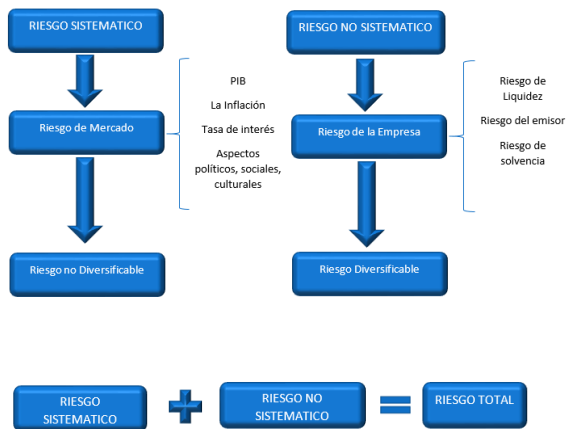 RIESGO SISTEMATICO
Riesgo de Mercado
PIB
La Inflación
Tasa de interés
Aspectos
políticos, sociales,
culturales
Riesgo no Diversificable
RIESGO NO SISTEMATICO
Riesgo de la Empresa
Riesgo de
Liquidez
Riesgo del emisor
Riesgo de
solvencia
Riesgo Diversificable
RIESGO
SISTEMATICO
+
RIESGO NO
SISTEMATICO
=
RIESGO TOTAL